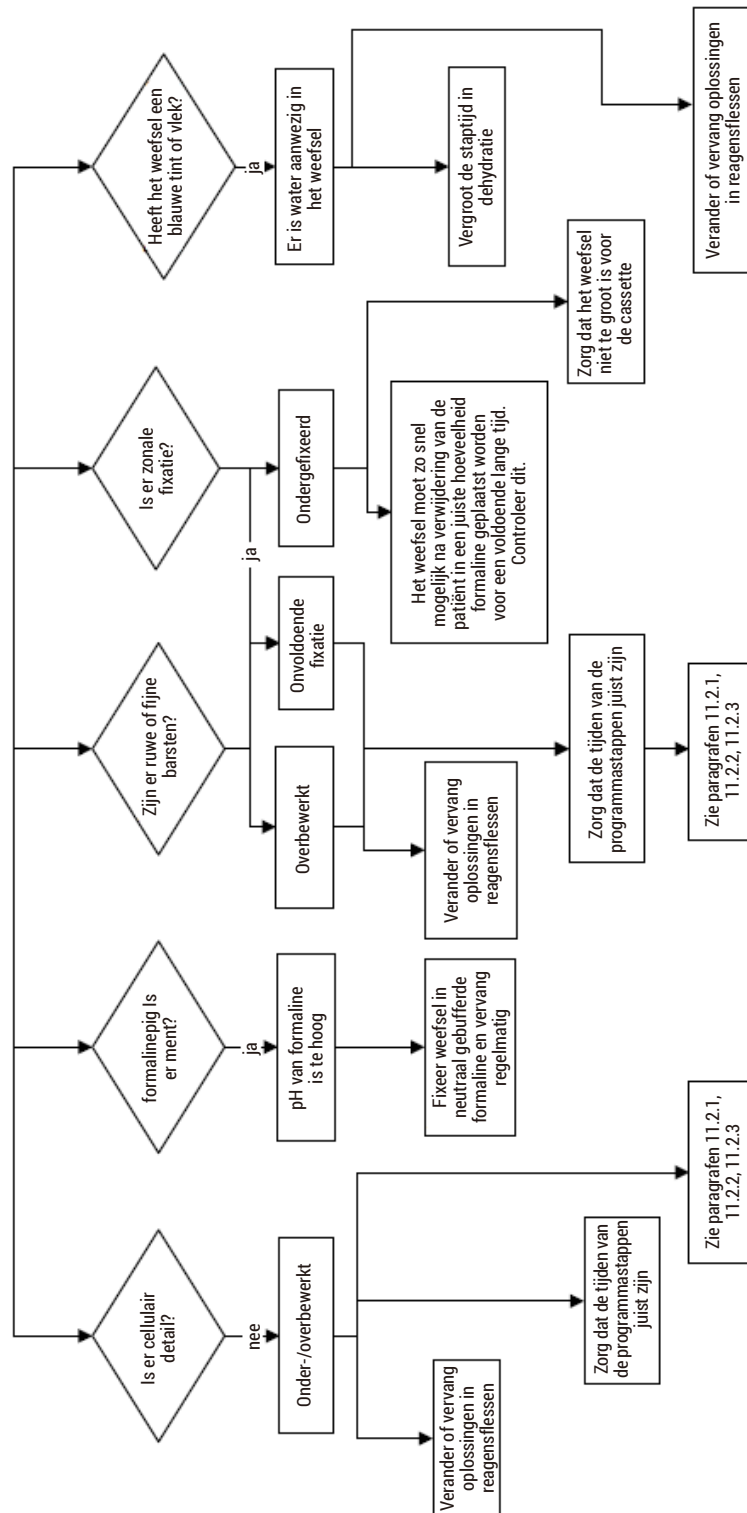 Is er cellulair
detail?
nee
Onder-/overbewerkt
Verander of vervang
oplossingen in
reagensflessen
Zorg dat de tijden van
de programmastappen
juist zijn
Zie paragrafen 11.2.1,
11.2.2, 11.2.3
formalinepig Is
er ment?
ja
pH van formaline
is te hoog
Fixeer weefsel in
neutraal gebufferde
formaline en vervang
regelmatig
Zijn er ruwe of fijne
barsten?
Overbewerkt
Onvoldoende
fixatie
Verander of vervang
oplossingen in
reagensflessen
Zorg dat de tijden van de
programmastappen juist zijn
Zie paragrafen 11.2.1,
11.2.2, 11.2.3
Is er zonale
fixatie?
ja
Ondergefixeerd
Het weefsel moet zo snel
mogelijk na verwijdering van de
patiënt in een juiste hoeveelheid
formaline geplaatst worden
voor een voldoende lange tijd.
Controleer dit.
Zorg dat het weefsel
niet te groot is voor
de cassette
Heeft het weefsel een
blauwe tint of vlek?
ja
Er is water aanwezig in
het weefsel
Vergroot de staptijd in
dehydratie
Verander of vervang oplossingen
in reagensflessen